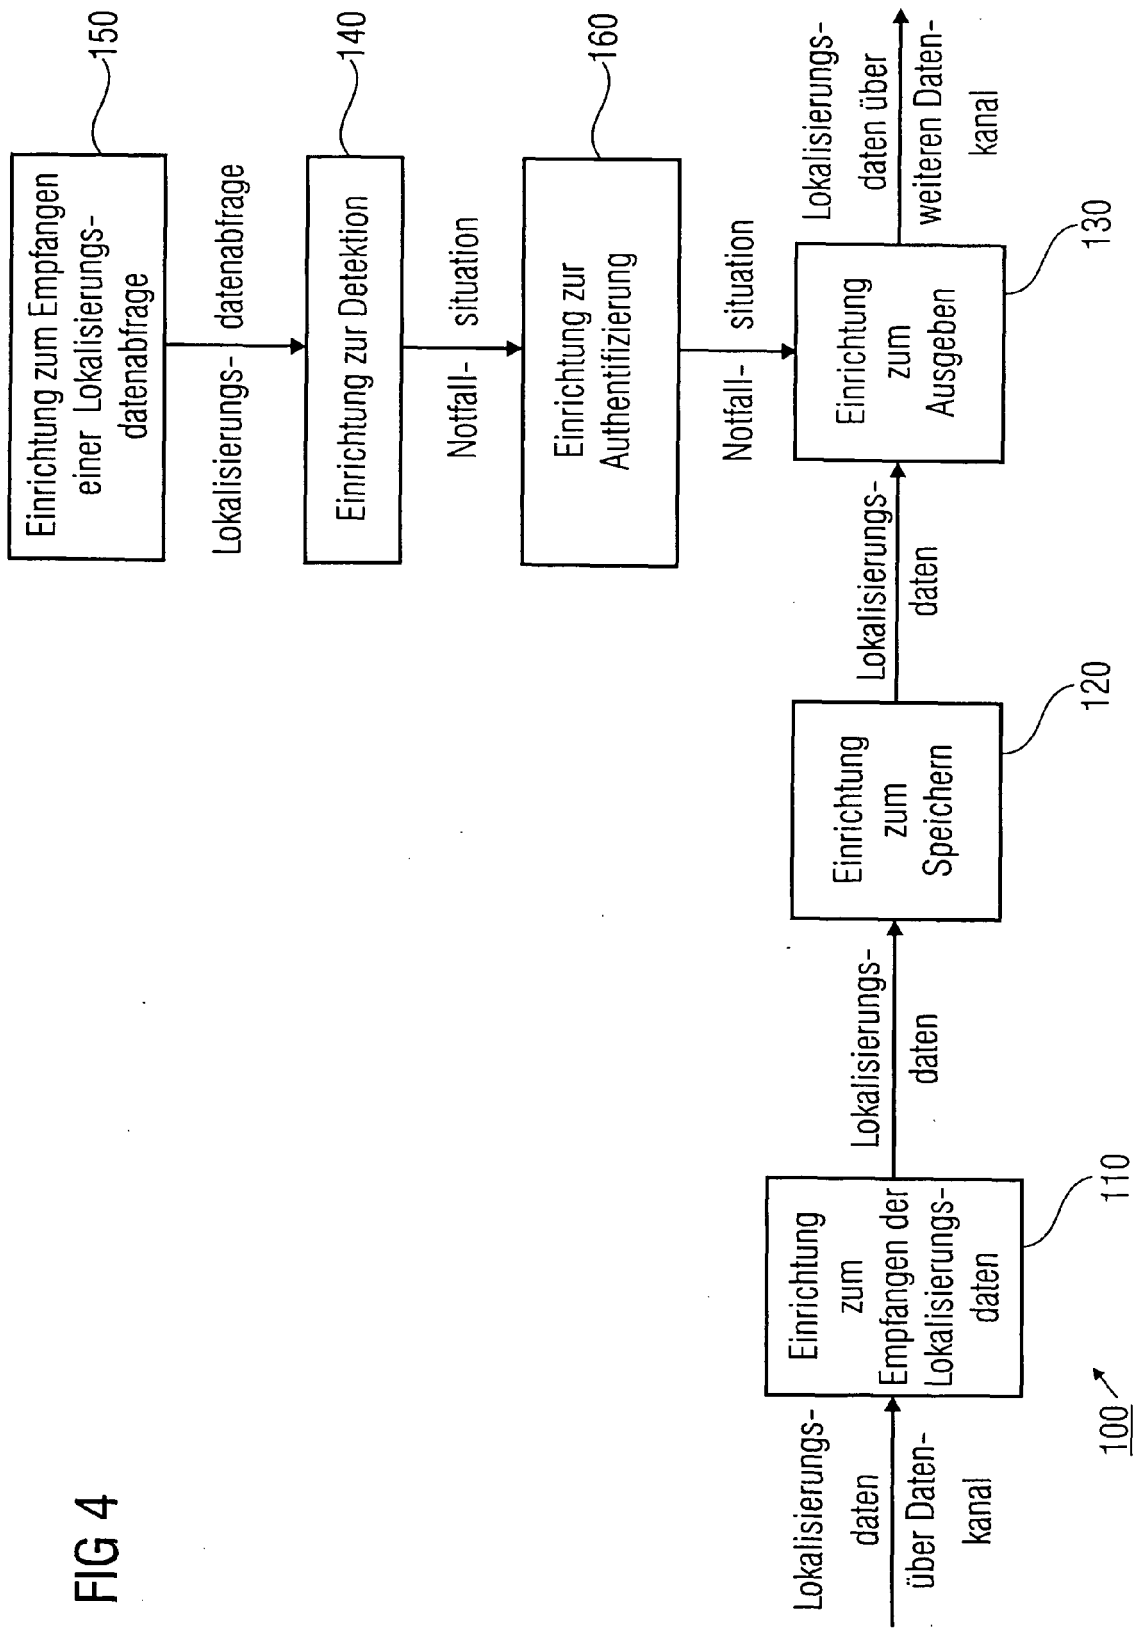 FIG 4
Einrichtung zum Empfangen
einer Lokalisierungs-
datenabfrage
150
Lokalisierungs- datenabfrage
Einrichtung zur Detektion
140
Notfall- situation
Einrichtung zur
Authentifizierung
160
Notfall- situation
Lokalisierungs-
daten
über Daten-
kanal
Einrichtung
zum
Empfangen der
Lokalisierungs-
daten
110
Lokalisierungs-
daten
Einrichtung
zum
Speichern
120
Lokalisierungs-
daten
Einrichtung
zum
Ausgeben
130
Lokalisierungs-
daten über
weiteren Daten-
kanal
100